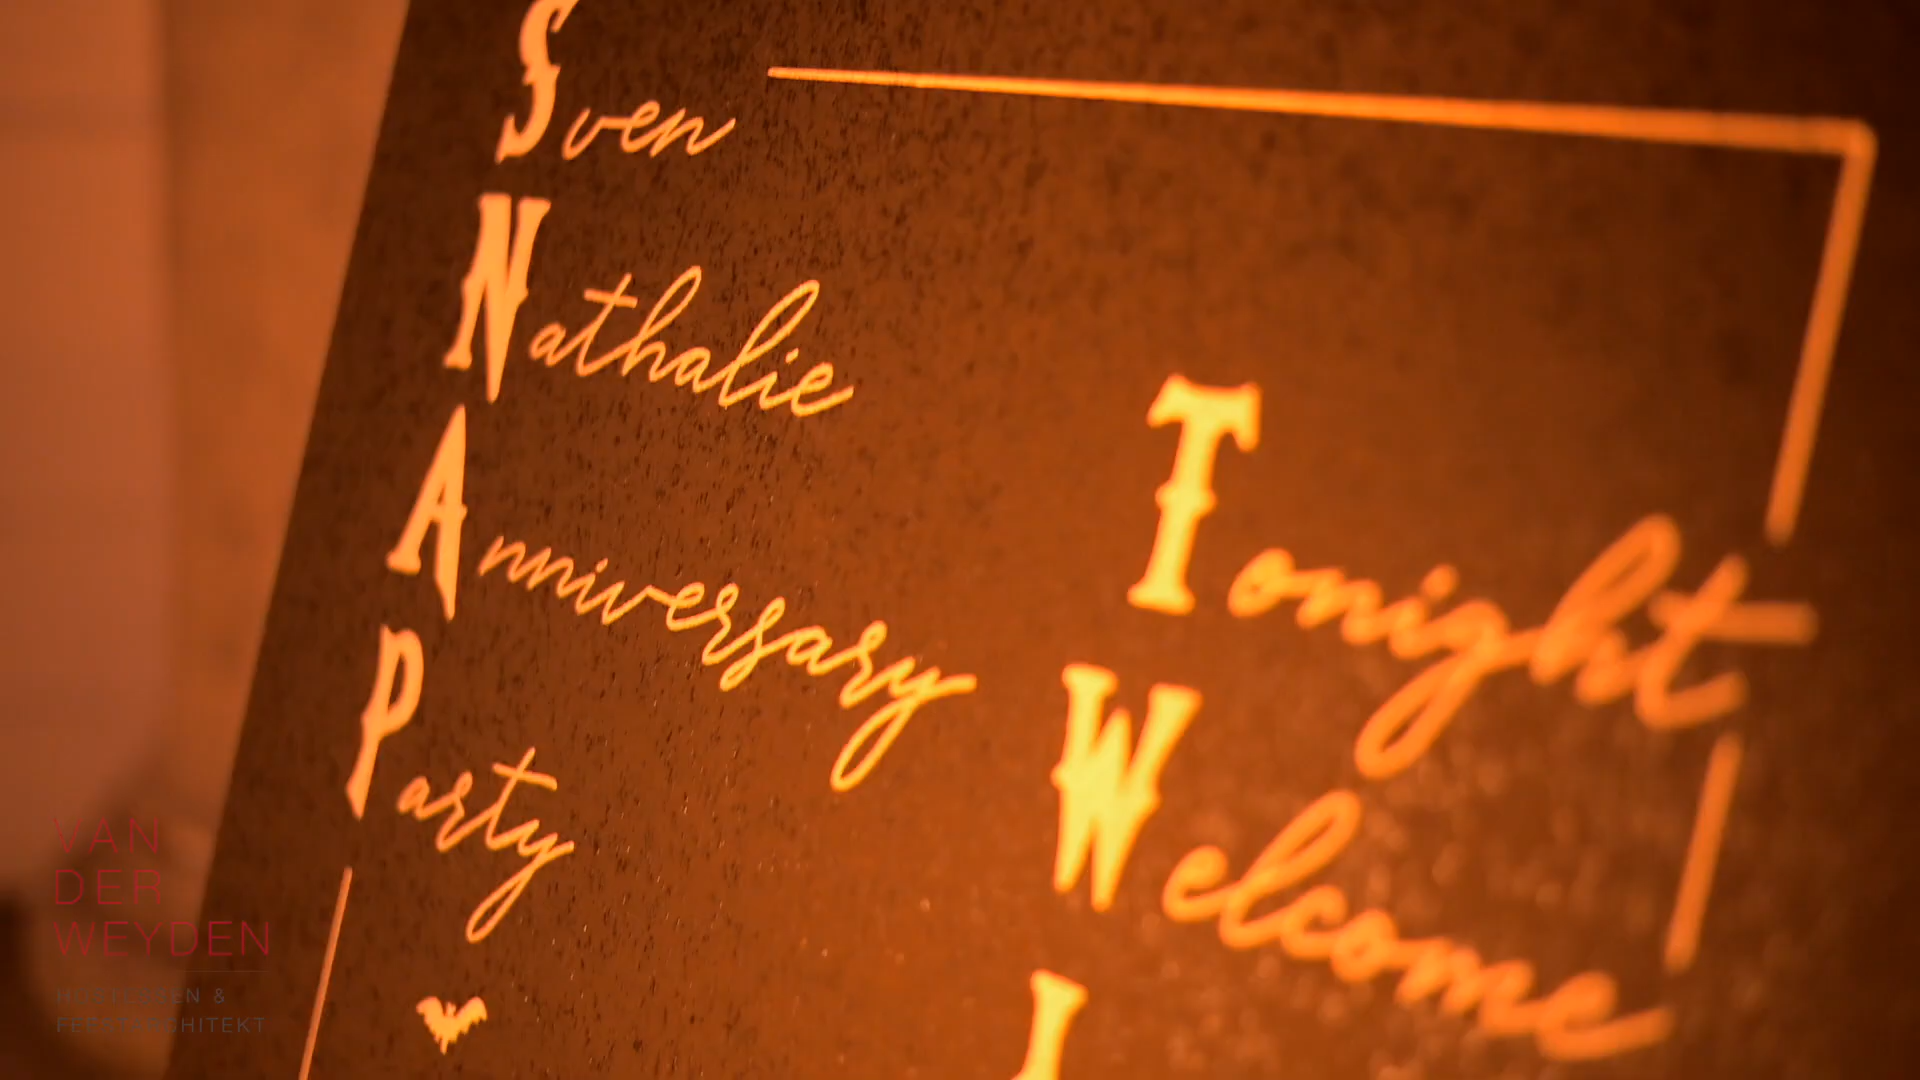 Sven
Nathalie
Anniversary
Party
Tonight
Welcome
VAN
DER
WEYDEN
&